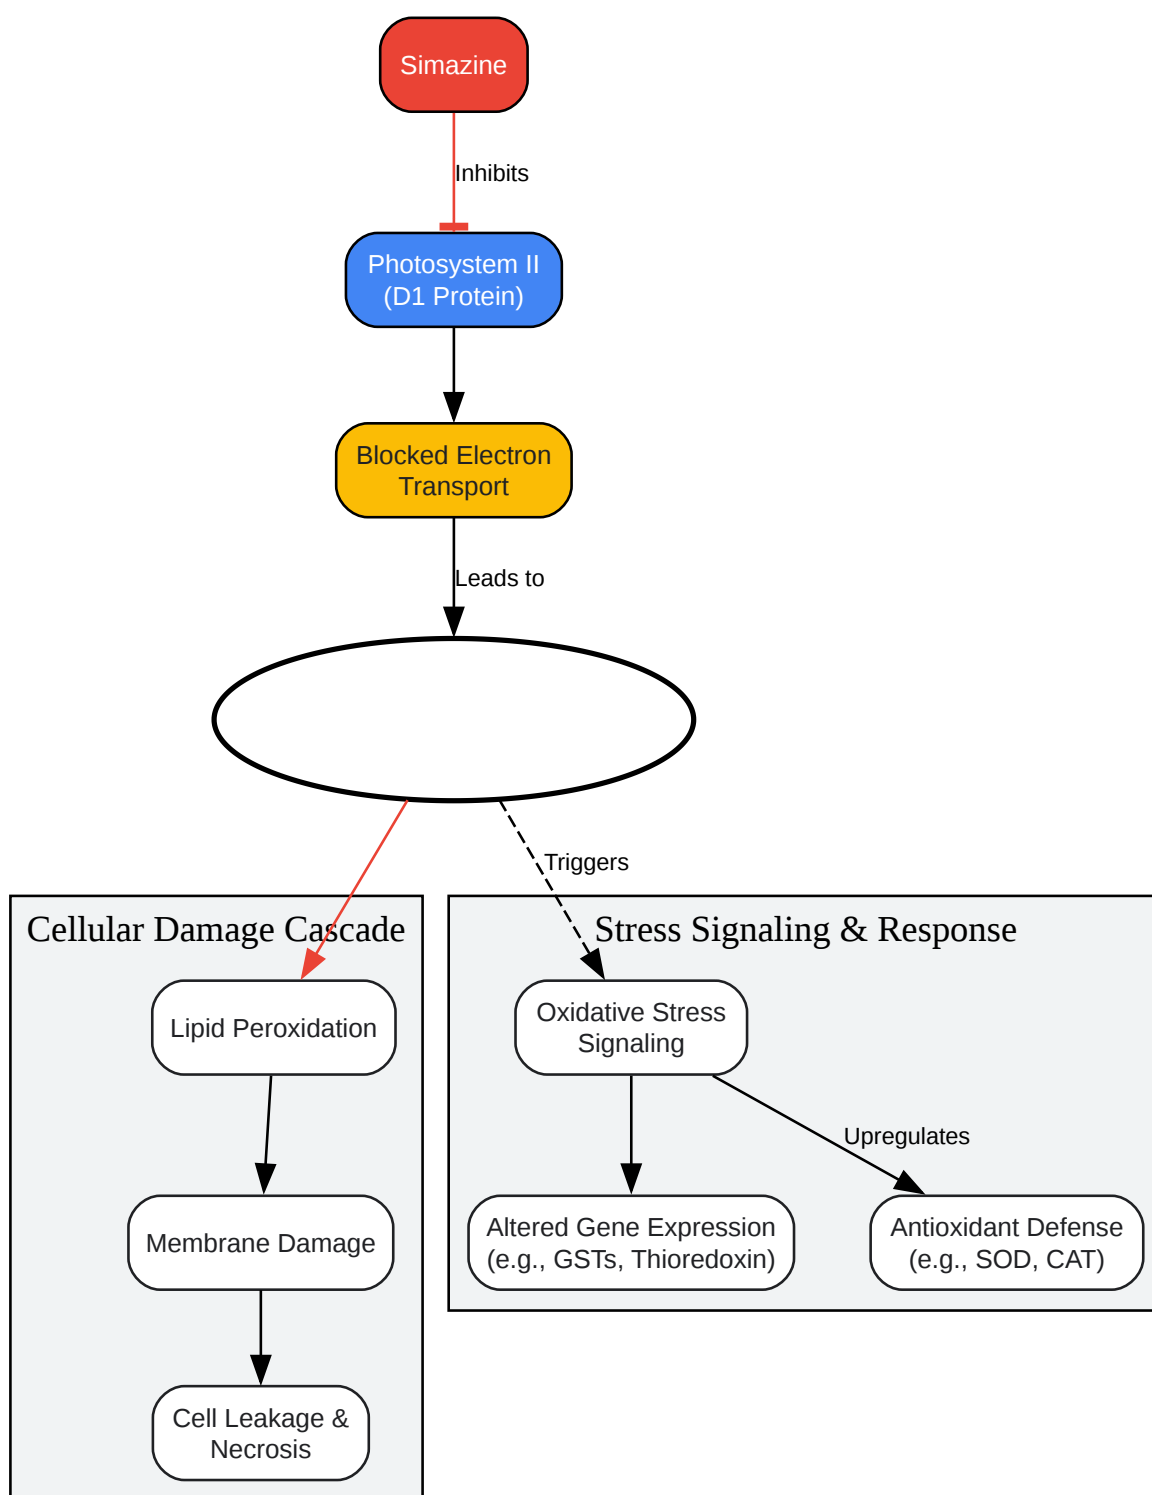 Simazine
Inhibits
Photosystem II
(D1 Protein)
Blocked Electron
Transport
Leads to
Triggers
Cellular Damage Cascade
Lipid Peroxidation
Membrane Damage
Cell Leakage &
Necrosis
Stress Signaling & Response
Oxidative Stress
Signaling
Upregulates
Altered Gene Expression
(e.g., GSTs, Thioredoxin)
Antioxidant Defense
(e.g., SOD, CAT)